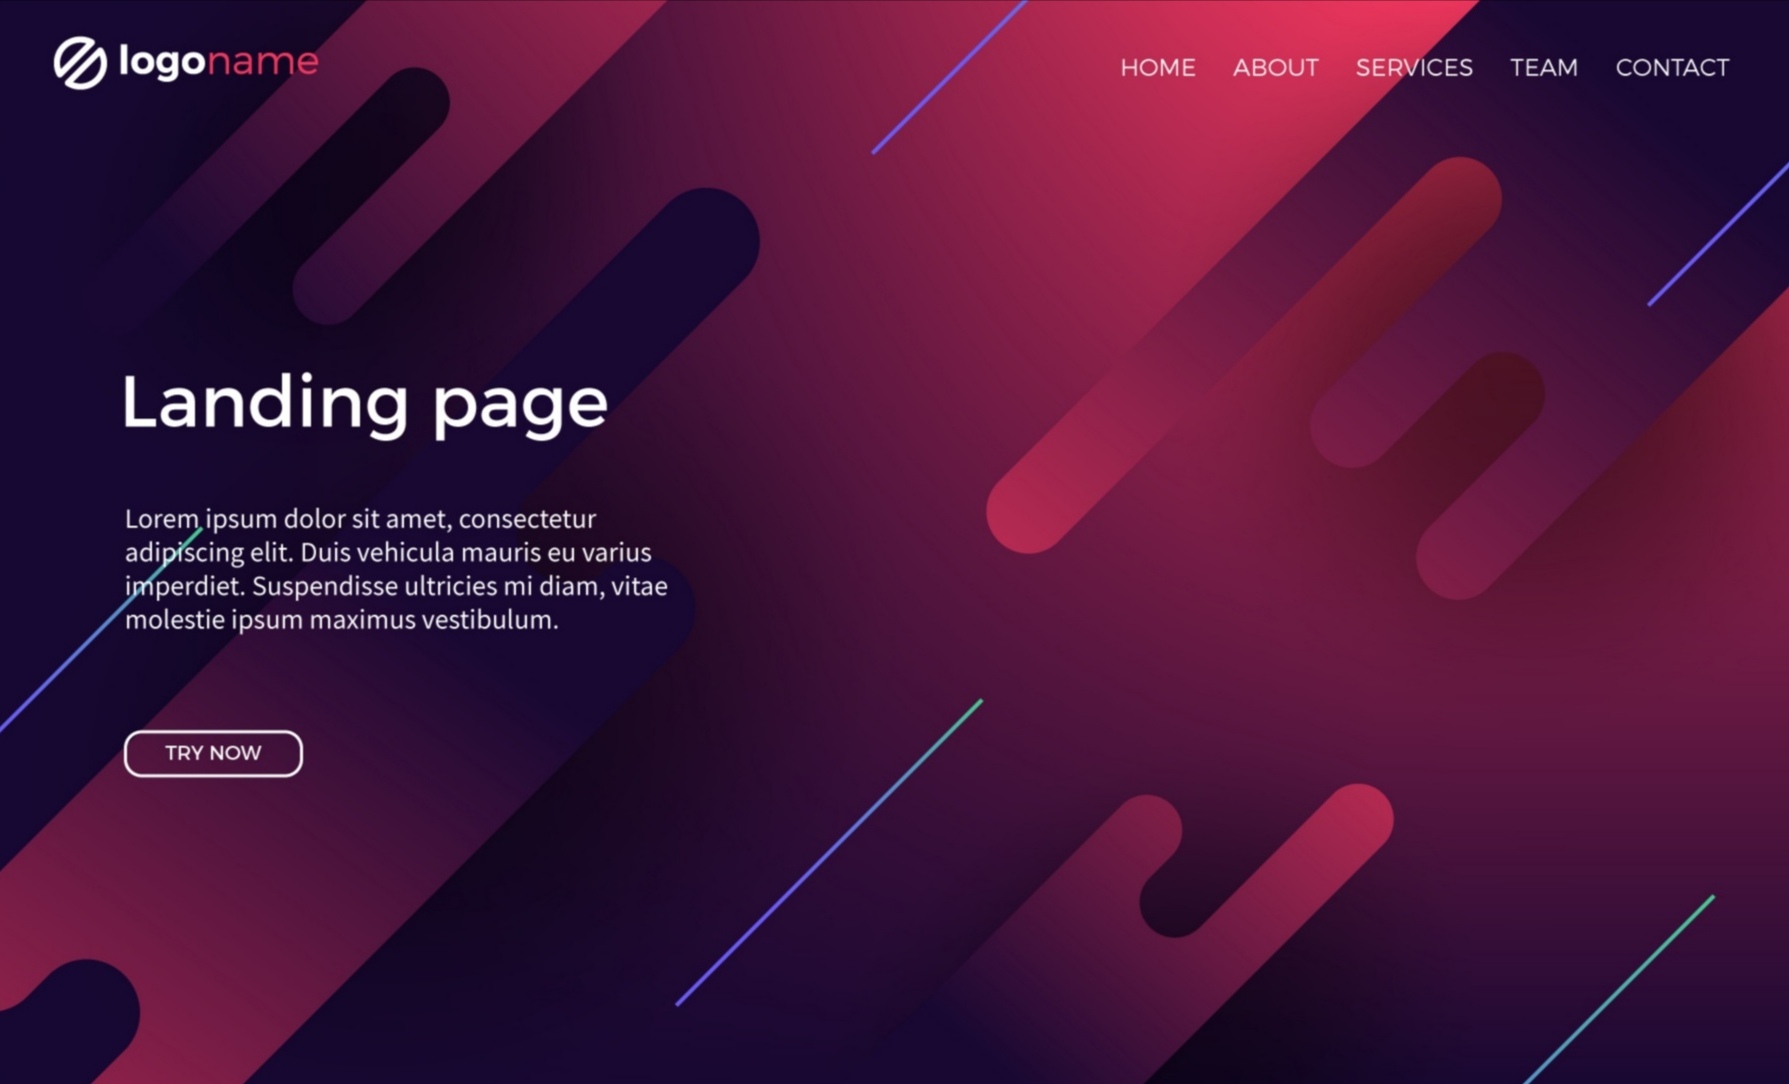 logoname
HOME ABOUT SERVICES TEAM CONTACT
Landing page
Lorem ipsum dolor sit amet, consectetur
adipiscing elit. Duis vehicula mauris eu varius
imperdiet. Suspendisse ultricies mi diam, vitae
molestie ipsum maximus vestibulum.
TRY NOW